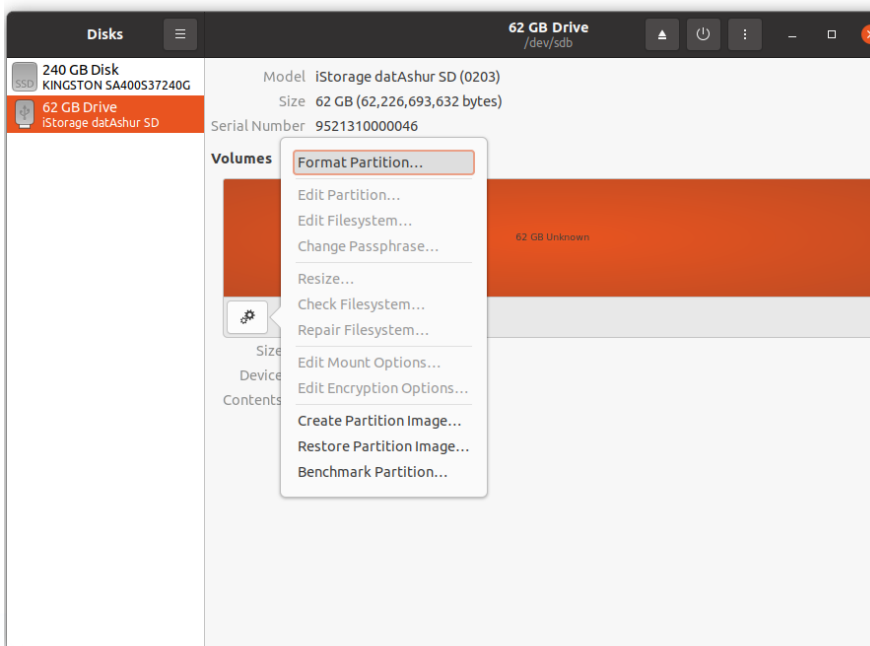 Disks
62 GB Drive
/dev/sdb
240 GB Disk
KINGSTON SA400S37240G
SSD
62 GB Drive
iStorage datAshur SD
Model iStorage datAshur SD (0203)
Size 62 GB (62,226,693,632 bytes)
Serial Number 9521310000046
Volumes
Format Partition…
Edit Partition…
Edit Filesystem…
Change Passphrase…
Resize…
Check Filesystem…
Repair Filesystem…
Edit Mount Options…
Edit Encryption Options…
Create Partition Image…
Restore Partition Image…
Benchmark Partition…
62 GB Unknown
Size
Device
Contents